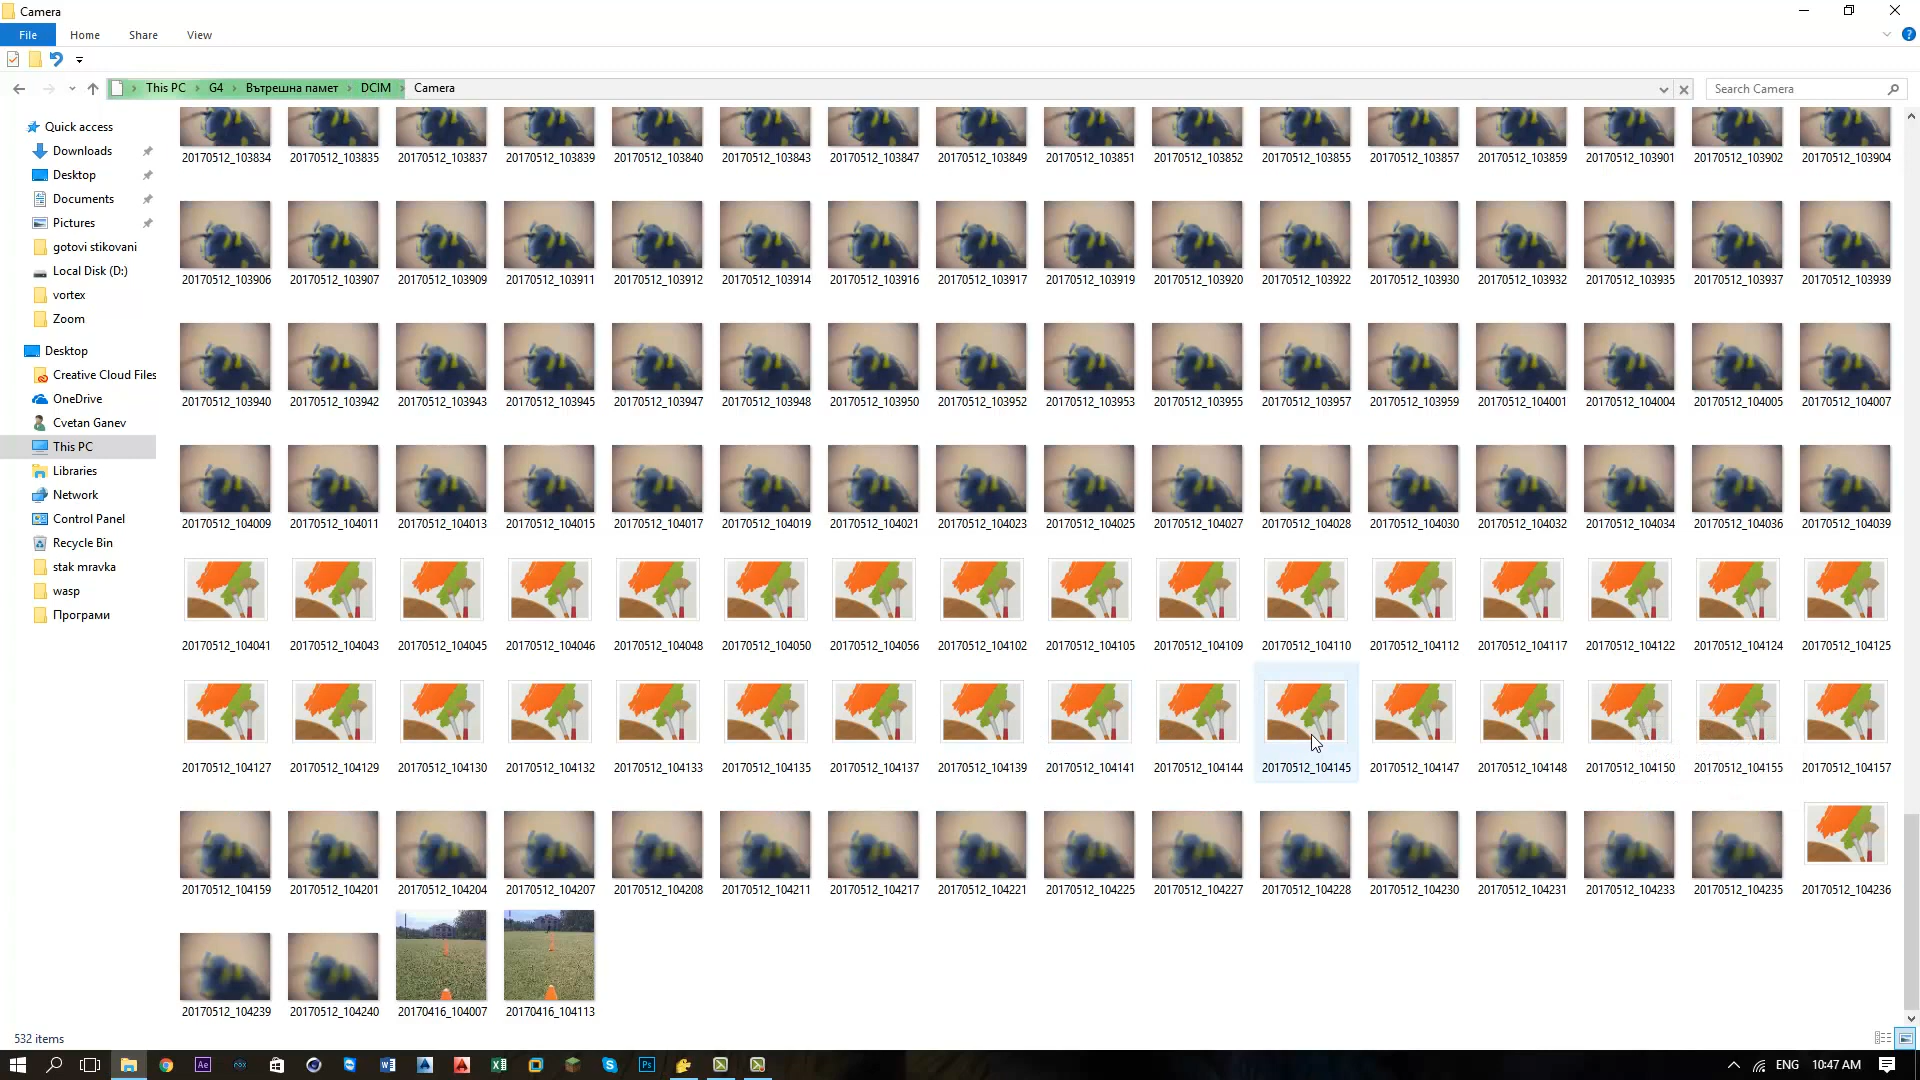 Camera
File Home Share View
This PC G4 Вътрешна памет DCIM Camera
Search Camera
Quick access
Downloads
Desktop
Documents
Pictures
gotovi stikovani
Local Disk (D:)
vortex
Zoom
Desktop
Creative Cloud Files
OneDrive
Cvetan Ganev
This PC
Libraries
Network
Control Panel
Recycle Bin
stak mravka
wasp
Програми
20170512_103834 20170512_103835 20170512_103837 20170512_103839 20170512_103840 20170512_103843 20170512_103847 20170512_103849 20170512_103851 20170512_103852 20170512_103855 20170512_103857 20170512_103859 20170512_103901 20170512_103902 20170512_103904
20170512_103906 20170512_103907 20170512_103909 20170512_103911 20170512_103912 20170512_103914 20170512_103916 20170512_103917 20170512_103919 20170512_103920 20170512_103922 20170512_103930 20170512_103932 20170512_103935 20170512_103937 20170512_103939
20170512_103940 20170512_103942 20170512_103943 20170512_103945 20170512_103947 20170512_103948 20170512_103950 20170512_103952 20170512_103953 20170512_103955 20170512_103957 20170512_103959 20170512_104001 20170512_104004 20170512_104005 20170512_104007
20170512_104009 20170512_104011 20170512_104013 20170512_104015 20170512_104017 20170512_104019 20170512_104021 20170512_104023 20170512_104025 20170512_104027 20170512_104028 20170512_104030 20170512_104032 20170512_104034 20170512_104036 20170512_104039
20170512_104041 20170512_104043 20170512_104045 20170512_104046 20170512_104048 20170512_104050 20170512_104056 20170512_104102 20170512_104105 20170512_104109 20170512_104110 20170512_104112 20170512_104117 20170512_104122 20170512_104124 20170512_104125
20170512_104127 20170512_104129 20170512_104130 20170512_104132 20170512_104133 20170512_104135 20170512_104137 20170512_104139 20170512_104141 20170512_104144 20170512_104145 20170512_104147 20170512_104148 20170512_104150 20170512_104155 20170512_104157
20170512_104159 20170512_104201 20170512_104204 20170512_104207 20170512_104208 20170512_104211 20170512_104217 20170512_104221 20170512_104225 20170512_104227 20170512_104228 20170512_104230 20170512_104231 20170512_104233 20170512_104235 20170512_104236
20170512_104239 20170512_104240 20170416_104007 20170416_104113
532 items
Ae Ps ENG 10:47 AM